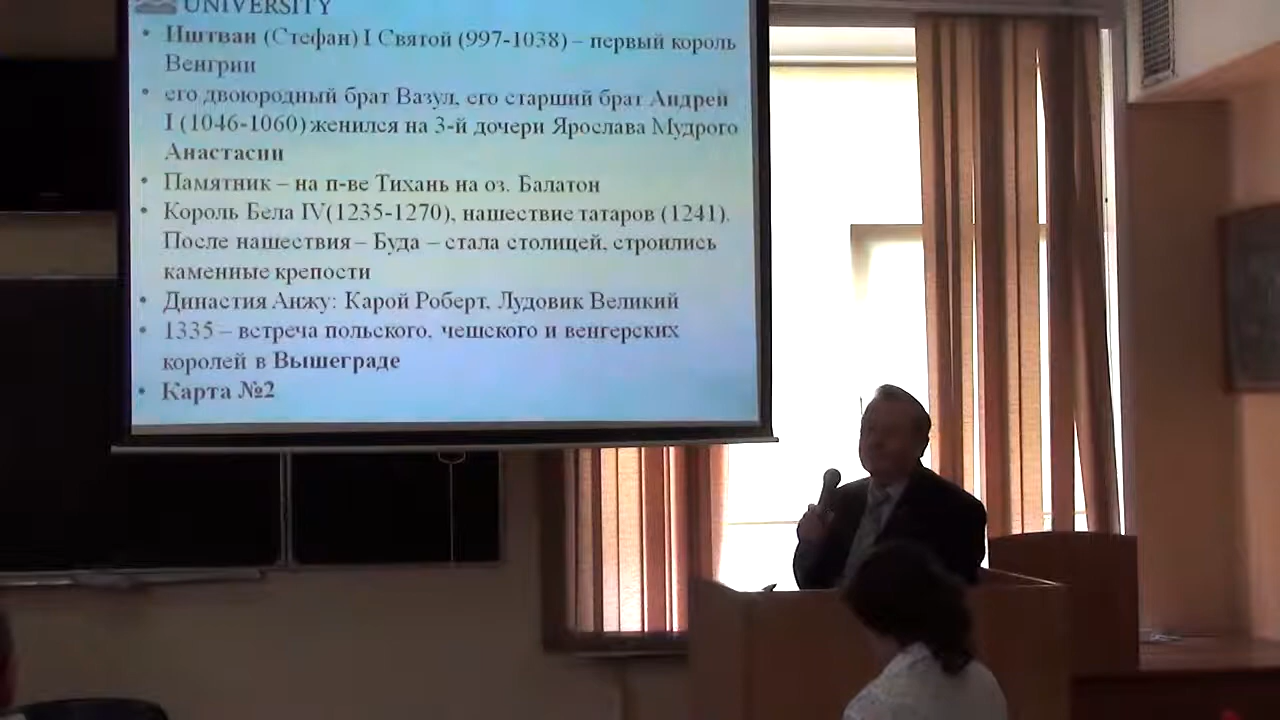 UNIVERSITY
• Иштван (Стефан) I Святой (997-1038) – первый король
Венгрии
• его двоюродный брат Вазул, его старший брат Андрей
I (1046-1060) женился на 3-й дочери Ярослава Мудрого
Анастасии
• Памятник – на п-ве Тихань на оз. Балатон
• Король Бела IV(1235-1270), нашествие татаров (1241).
После нашествия – Буда – стала столицей, строились
каменные крепости
• Династия Анжу: Карой Роберт, Лудовик Великий
• 1335 – встреча польского, чешского и венгерских
королей в Вышеграде
• Карта №2